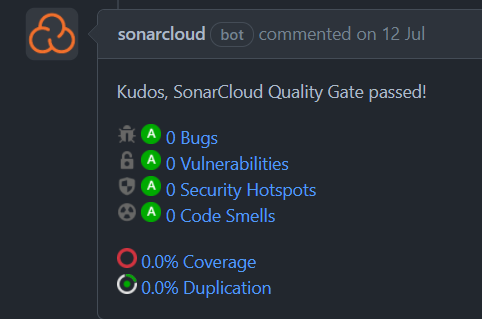 sonarcloud bot commented on 12 Jul
Kudos, SonarCloud Quality Gate passed!
A 0 Bugs
A 0 Vulnerabilities
A 0 Security Hotspots
A 0 Code Smells
0.0% Coverage
0.0% Duplication